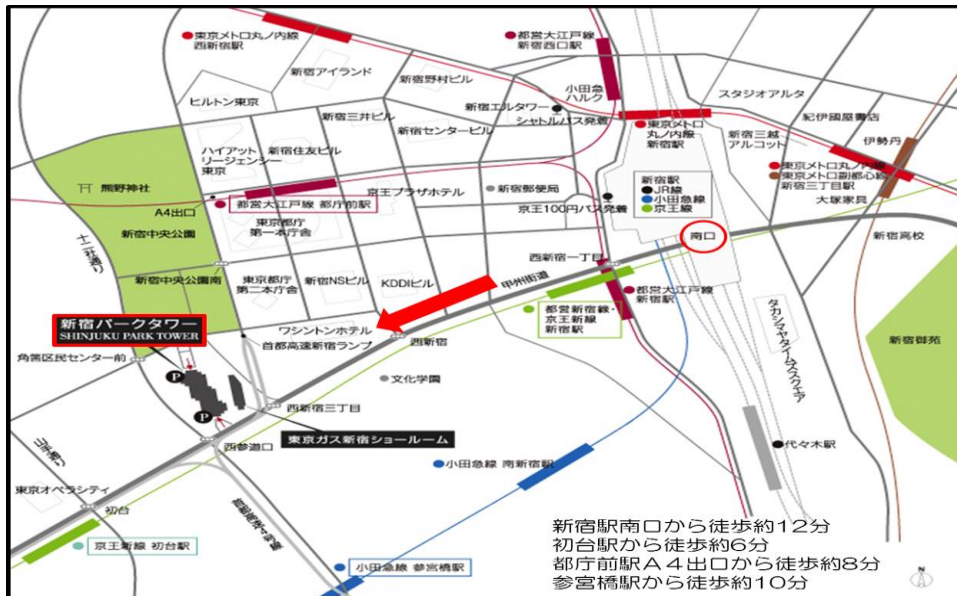 東京メトロ丸ノ内線
西新宿駅
都営大江戸線
新宿西口駅
新宿アイランド
新宿野村ビル
小田急
ハルク
スタジオアルタ
ヒルトン東京
新宿エルタワー
シャトルバス発着
紀伊國屋書店
新宿三井ビル
新宿センタービル
東京メトロ
丸ノ内線
新宿駅
新宿三越
アルコット
伊勢丹
ハイアット
リージェンシー
東京
新宿住友ビル
東京メトロ丸ノ内線
東京メトロ副都心線
新宿三丁目駅
熊野神社
京王プラザホテル
新宿郵便局
新宿駅
JR線
小田急線
京王線
大塚家具
A4出口
都営大江戸線 都庁前駅
京王100円バス発着
新宿中央公園
東京都庁
第一本庁舎
南口
新宿高校
十二社通り
西新宿一丁目
新宿中央公園南
東京都庁
第二本庁舎
新宿NSビル
KDDIビル
甲州街道
都営大江戸線
新宿駅
都営新宿線・
京王新線
新宿駅
タカシマヤタイムズスクエア
新宿パークタワー
SHINJUKU PARK TOWER
ワシントンホテル
首都高速新宿ランプ
西新宿
新宿御苑
角筈区民センター前
P
文化学園
P
西新宿三丁目
東京ガス新宿ショールーム
西参道口
代々木駅
山手通り
小田急線 南新宿駅
東京オペラシティ
初台
京王新線 初台駅
小田急線 参宮橋駅
新宿駅南口から徒歩約12分
初台駅から徒歩約6分
都庁前駅A4出口から徒歩約8分
参宮橋駅から徒歩約10分
N